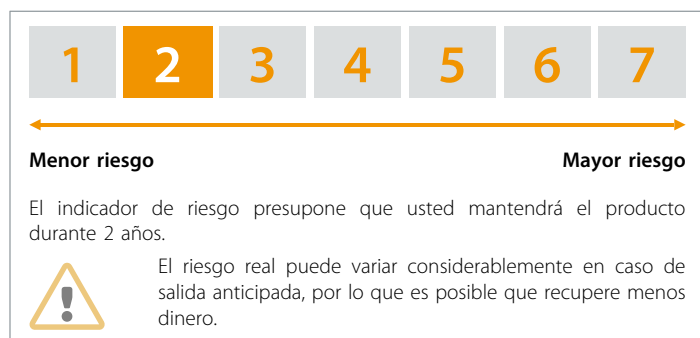 1 2 3 4 5 6 7
Menor riesgo Mayor riesgo
El indicador de riesgo presupone que usted mantendrá el producto
durante 2 años.
El riesgo real puede variar considerablemente en caso de
salida anticipada, por lo que es posible que recupere menos
dinero.